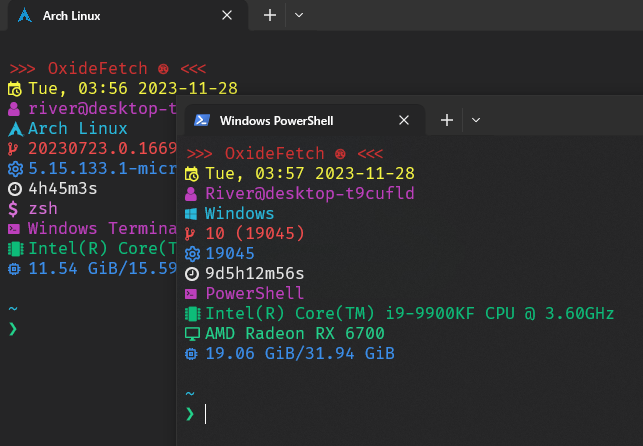 Arch Linux
>>> OxideFetch <<<
Tue, 03:56 2023-11-28
river@desktop-t
Arch Linux
20230723.0.1669
5.15.133.1-micr
4h45m3s
$ zsh
Windows Termina
Intel(R) Core(T
11.54 GiB/15.59
~
❯
Windows PowerShell
>>> OxideFetch <<<
Tue, 03:57 2023-11-28
River@desktop-t9cufld
Windows
10 (19045)
19045
9d5h12m56s
PowerShell
Intel(R) Core(TM) i9-9900KF CPU @ 3.60GHz
AMD Radeon RX 6700
19.06 GiB/31.94 GiB
~
❯